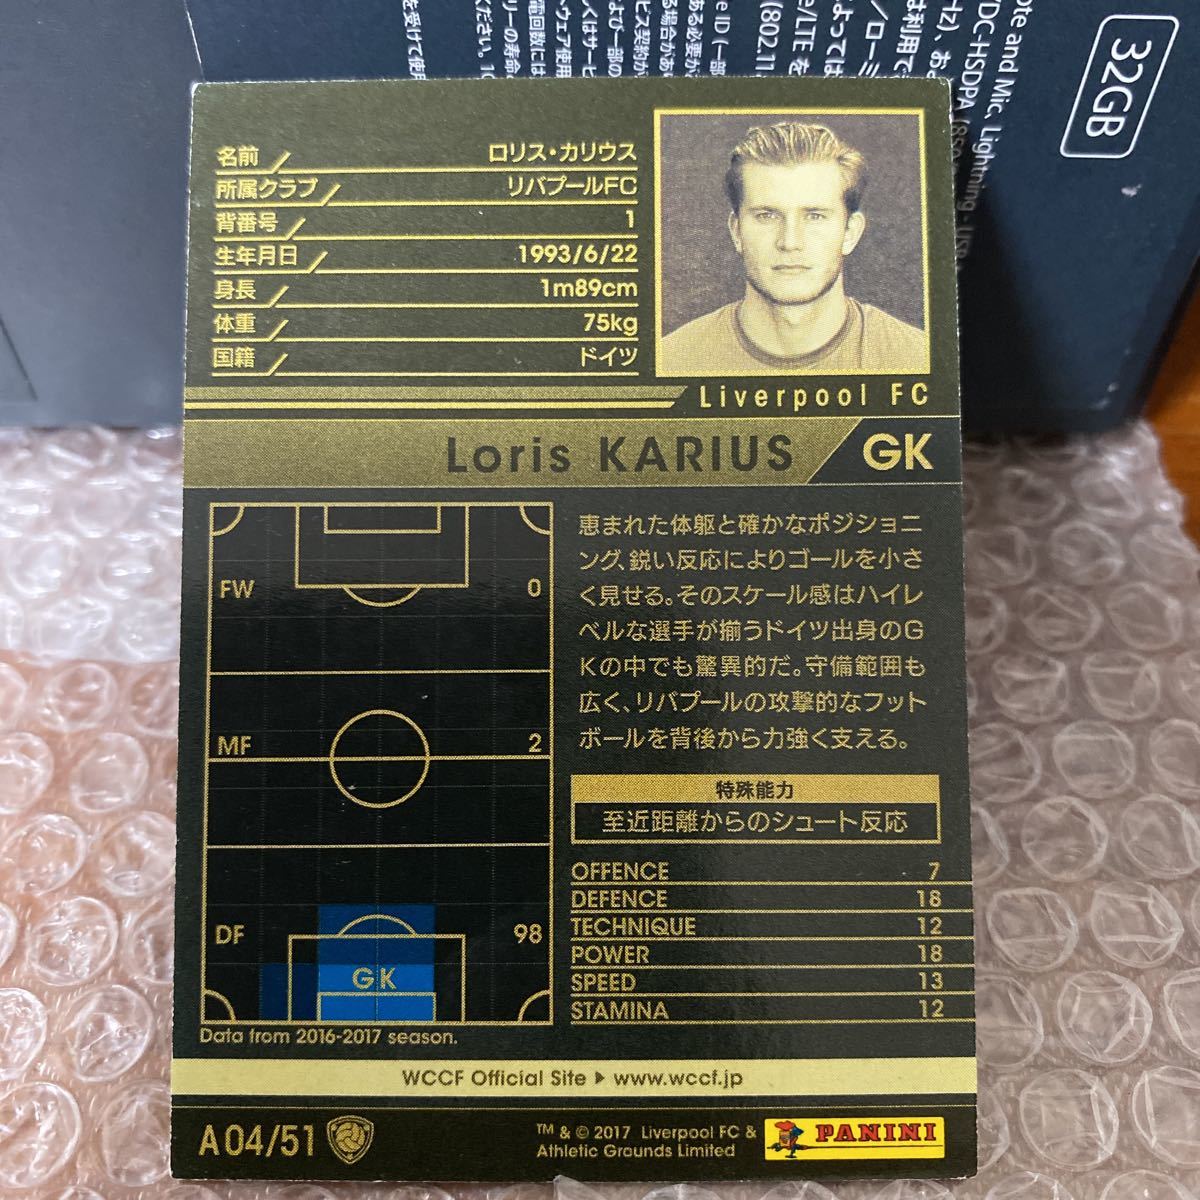 を受けて使用
32GB
名前 ロリス・カリウス
所属クラブ リバプールFC
背番号 1
生年月日 1993/6/22
身長 1m89cm
体重 75kg
国籍 ドイツ
Liverpool FC
Loris KARIUS GK
FW 0
MF 2
DF 98
GK
Data from 2016-2017 season.
恵まれた体躯と確かなポジショニ
ング、鋭い反応によりゴールを小さ
く見せる。そのスケール感はハイレ
ベルな選手が揃うドイツ出身のG
Kの中でも驚異的だ。守備範囲も
広く、リバプールの攻撃的なフット
ボールを背後から力強く支える。
特殊能力
至近距離からのシュート反応
OFFENCE 7
DEFENCE 18
TECHNIQUE 12
POWER 18
SPEED 13
STAMINA 12
WCCF Official Site ▶ www.wccf.jp
A04/51
TM & © 2017 Liverpool FC &
Athletic Grounds Limited
PANINI